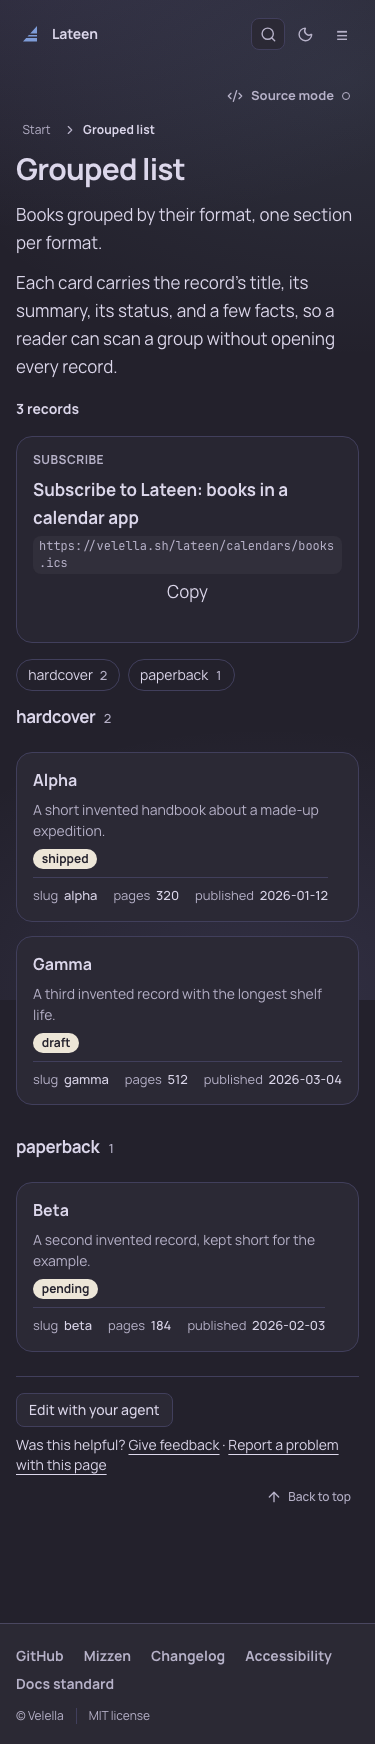 Lateen
Source mode
Start > Grouped list
Grouped list
Books grouped by their format, one section
per format.
Each card carries the record's title, its
summary, its status, and a few facts, so a
reader can scan a group without opening
every record.
3 records
SUBSCRIBE
Subscribe to Lateen: books in a
calendar app
https://velella.sh/lateen/calendars/books
.ics
Copy
hardcover 2 paperback 1
hardcover 2
Alpha
A short invented handbook about a made-up
expedition.
shipped
slug alpha pages 320 published 2026-01-12
Gamma
A third invented record with the longest shelf
life.
draft
slug gamma pages 512 published 2026-03-04
paperback 1
Beta
A second invented record, kept short for the
example.
pending
slug beta pages 184 published 2026-02-03
Edit with your agent
Was this helpful? Give feedback · Report a problem
with this page
Back to top
GitHub Mizzen Changelog Accessibility
Docs standard
© Velella MIT license